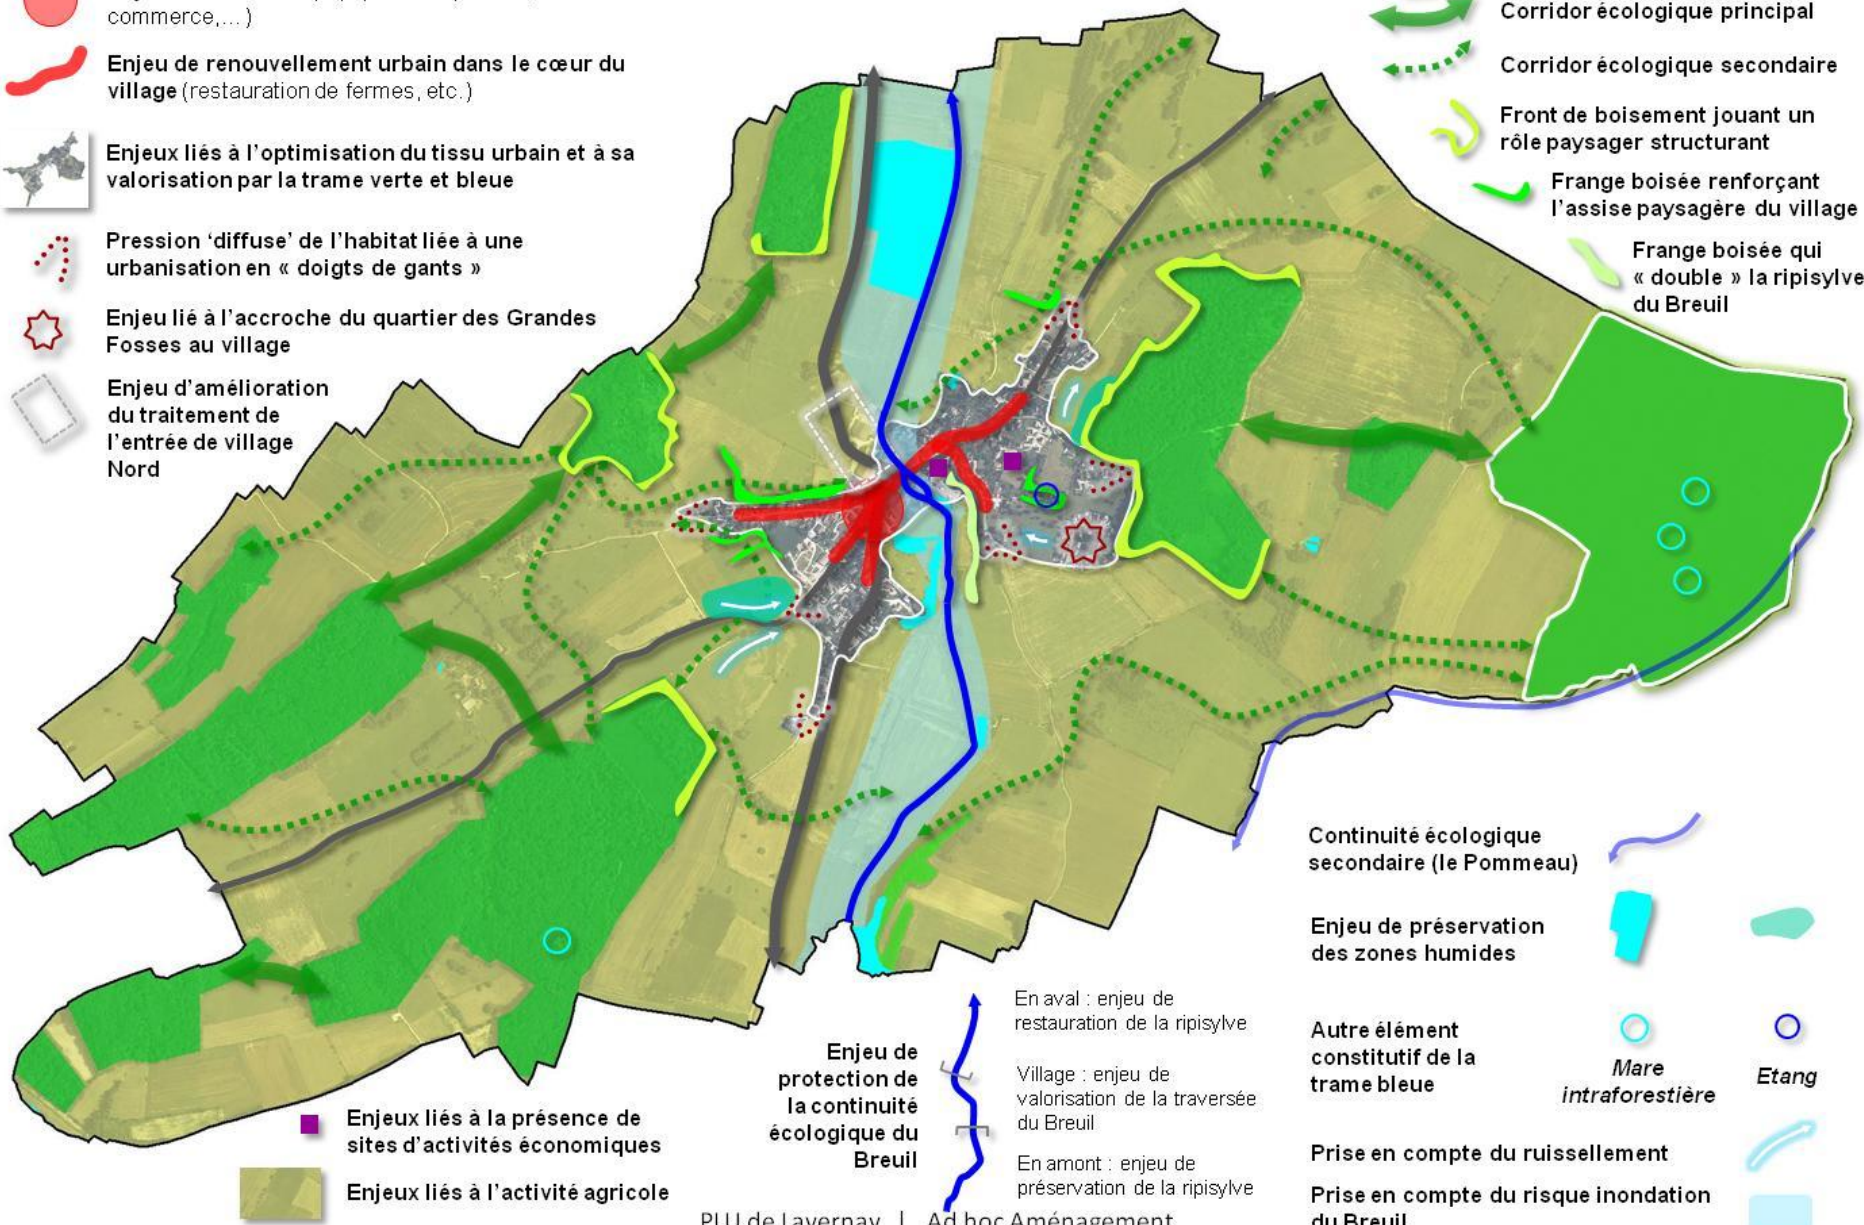 commerce,...)
Enjeu de renouvellement urbain dans le cœur du
village (restauration de fermes, etc.)
Enjeux liés à l'optimisation du tissu urbain et à sa
valorisation par la trame verte et bleue
Pression 'diffuse' de l'habitat liée à une
urbanisation en « doigts de gants »
Enjeu lié à l'accroche du quartier des Grandes
Fosses au village
Enjeu d'amélioration
du traitement de
l'entrée de village
Nord
Corridor écologique principal
Corridor écologique secondaire
Front de boisement jouant un
rôle paysager structurant
Frange boisée renforçant
l'assise paysagère du village
Frange boisée qui
« double » la ripisylve
du Breuil
Continuité écologique
secondaire (le Pommeau)
Enjeu de préservation
des zones humides
Autre élément
constitutif de la
trame bleue
Mare
intraforestière
Etang
Prise en compte du ruissellement
Prise en compte du risque inondation
du Breuil
Enjeu de
protection de
la continuité
écologique du
Breuil
En aval : enjeu de
restauration de la ripisylve
Village : enjeu de
valorisation de la traversée
du Breuil
En amont : enjeu de
préservation de la ripisylve
Enjeux liés à la présence de
sites d'activités économiques
Enjeux liés à l'activité agricole
PLU de Lavernay | Ad hoc Aménagement